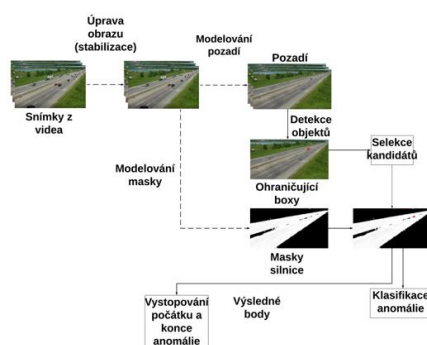 Úprava
obrazu
(stabilizace)
Modelování
pozadí
Pozadí
Snímky z
videa
Detekce
objektů
Selekce
kandidátů
Modelování
masky
Ohraničující
boxy
Masky
silnice
Vystopování
počátku a
konce
anomálie
Výsledné
body
Klasifikace
anomálie